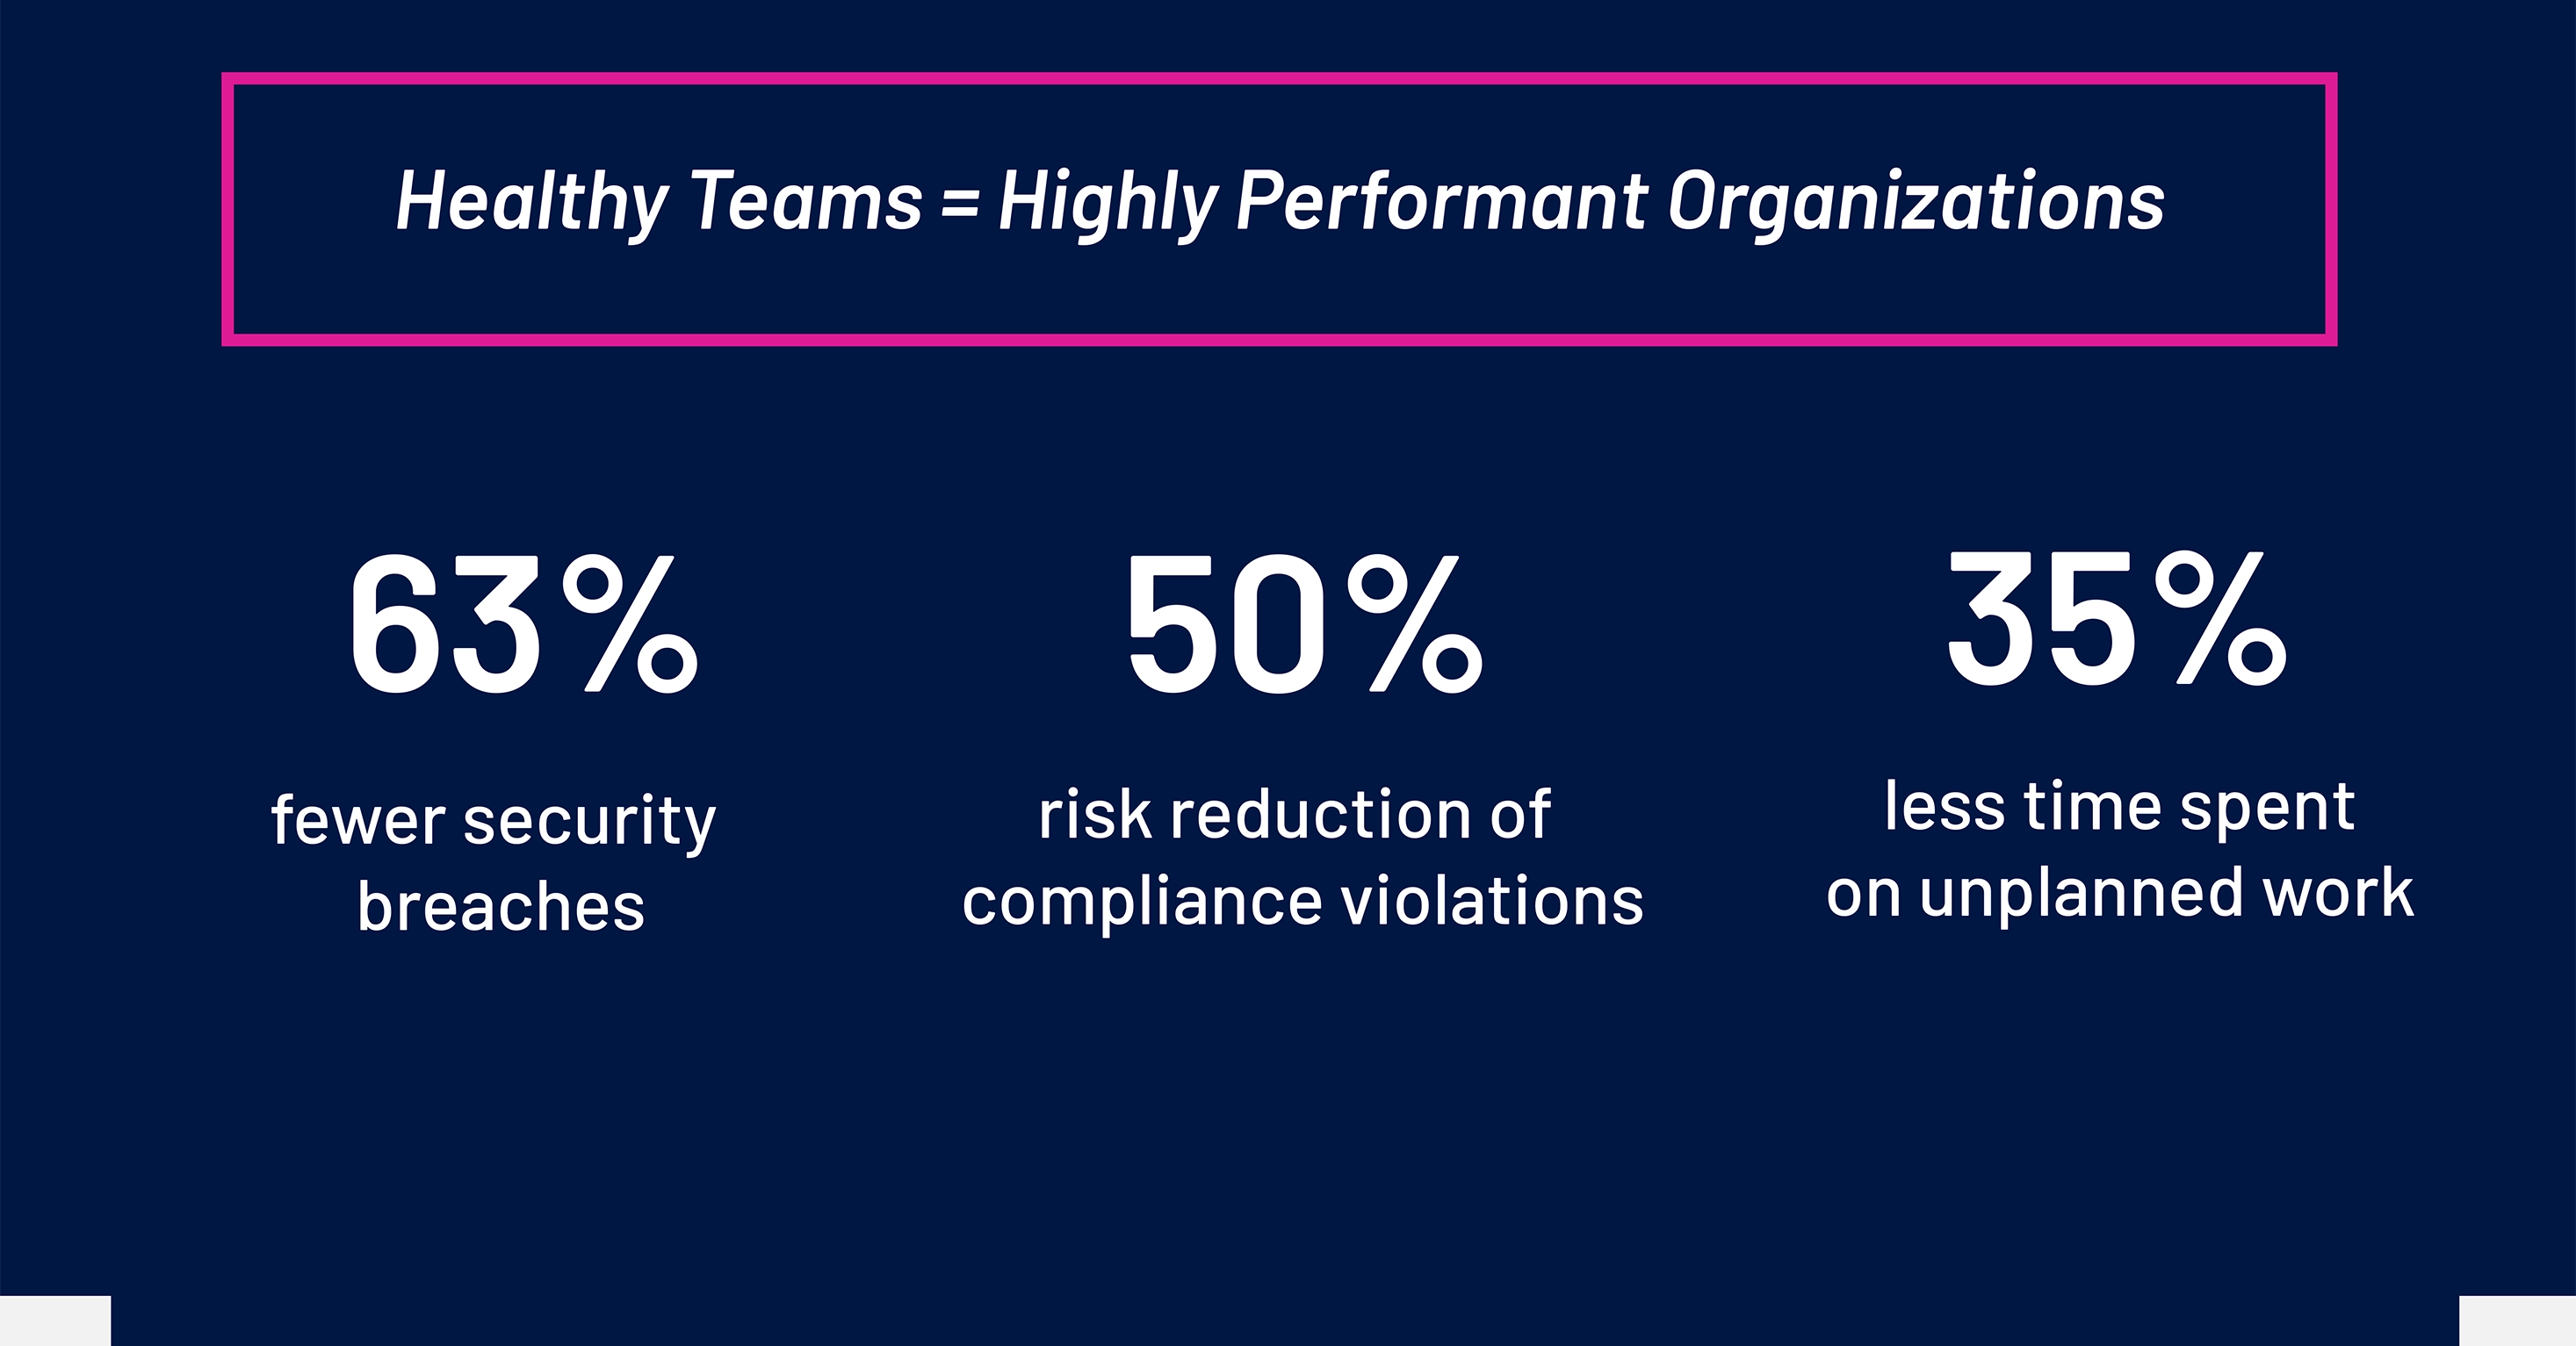 Healthy Teams = Highly Performant Organizations
63%
fewer security
breaches
50%
risk reduction of
compliance violations
35%
less time spent
on unplanned work